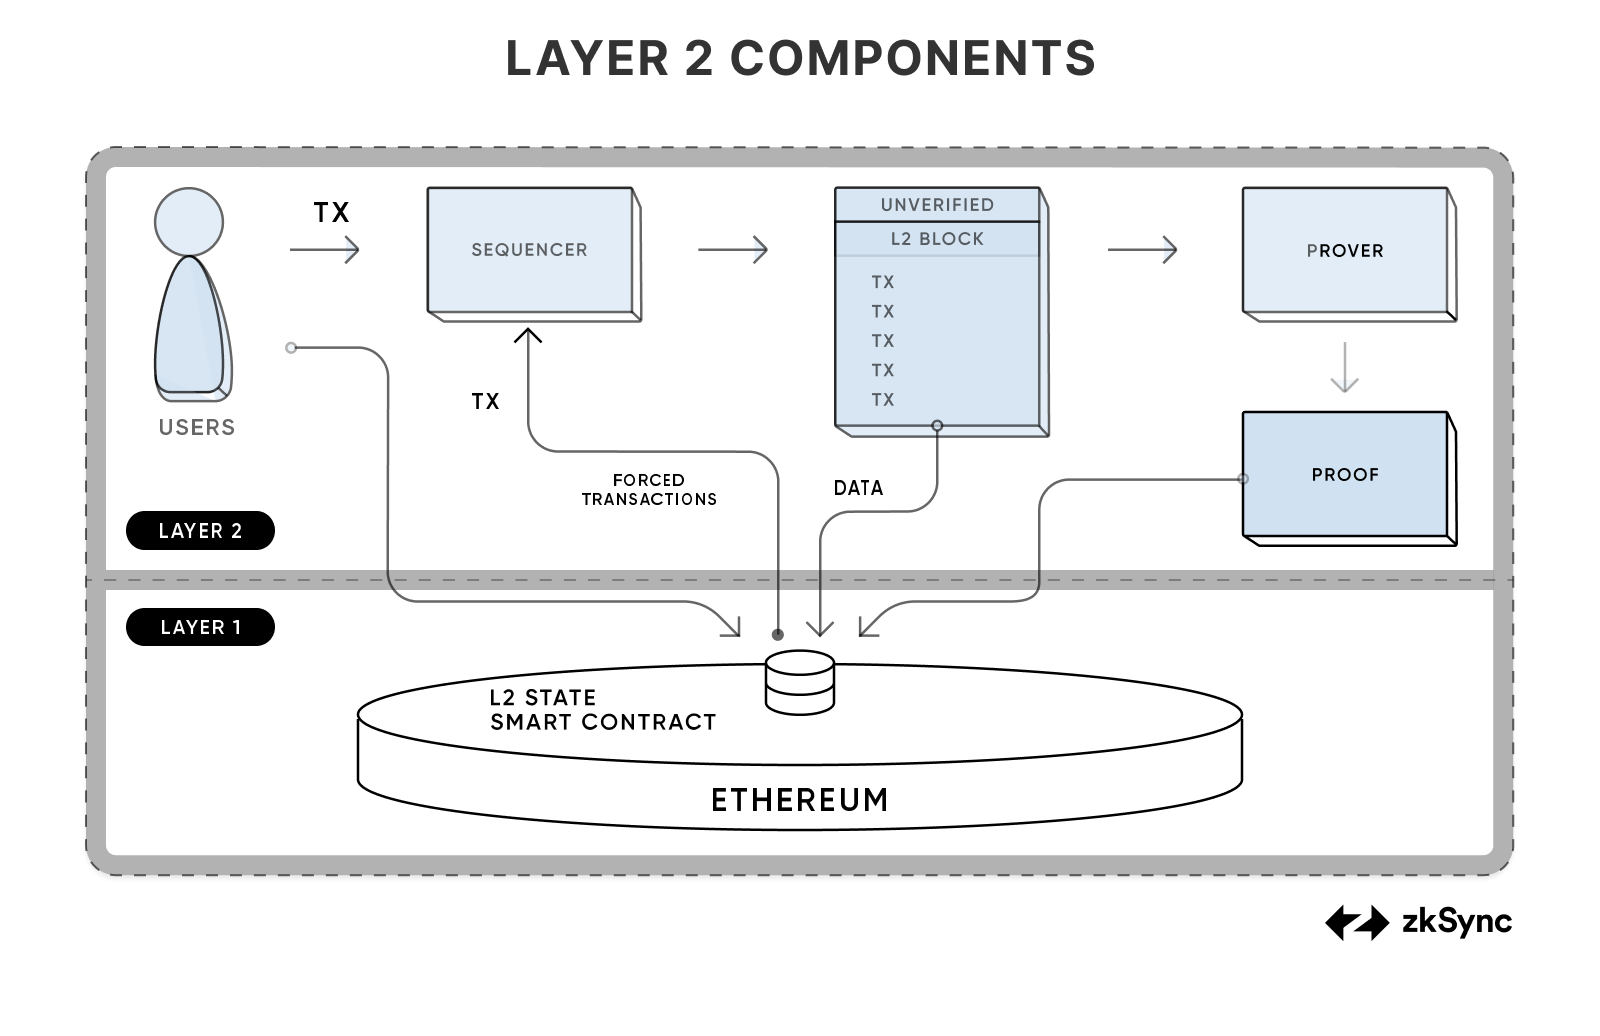 LAYER 2 COMPONENTS
TX
SEQUENCER
UNVERIFIED
L2 BLOCK
TX
TX
TX
TX
TX
PROVER
USERS
TX
FORCED
TRANSACTIONS
DATA
PROOF
LAYER 2
LAYER 1
L2 STATE
SMART CONTRACT
ETHEREUM
zkSync